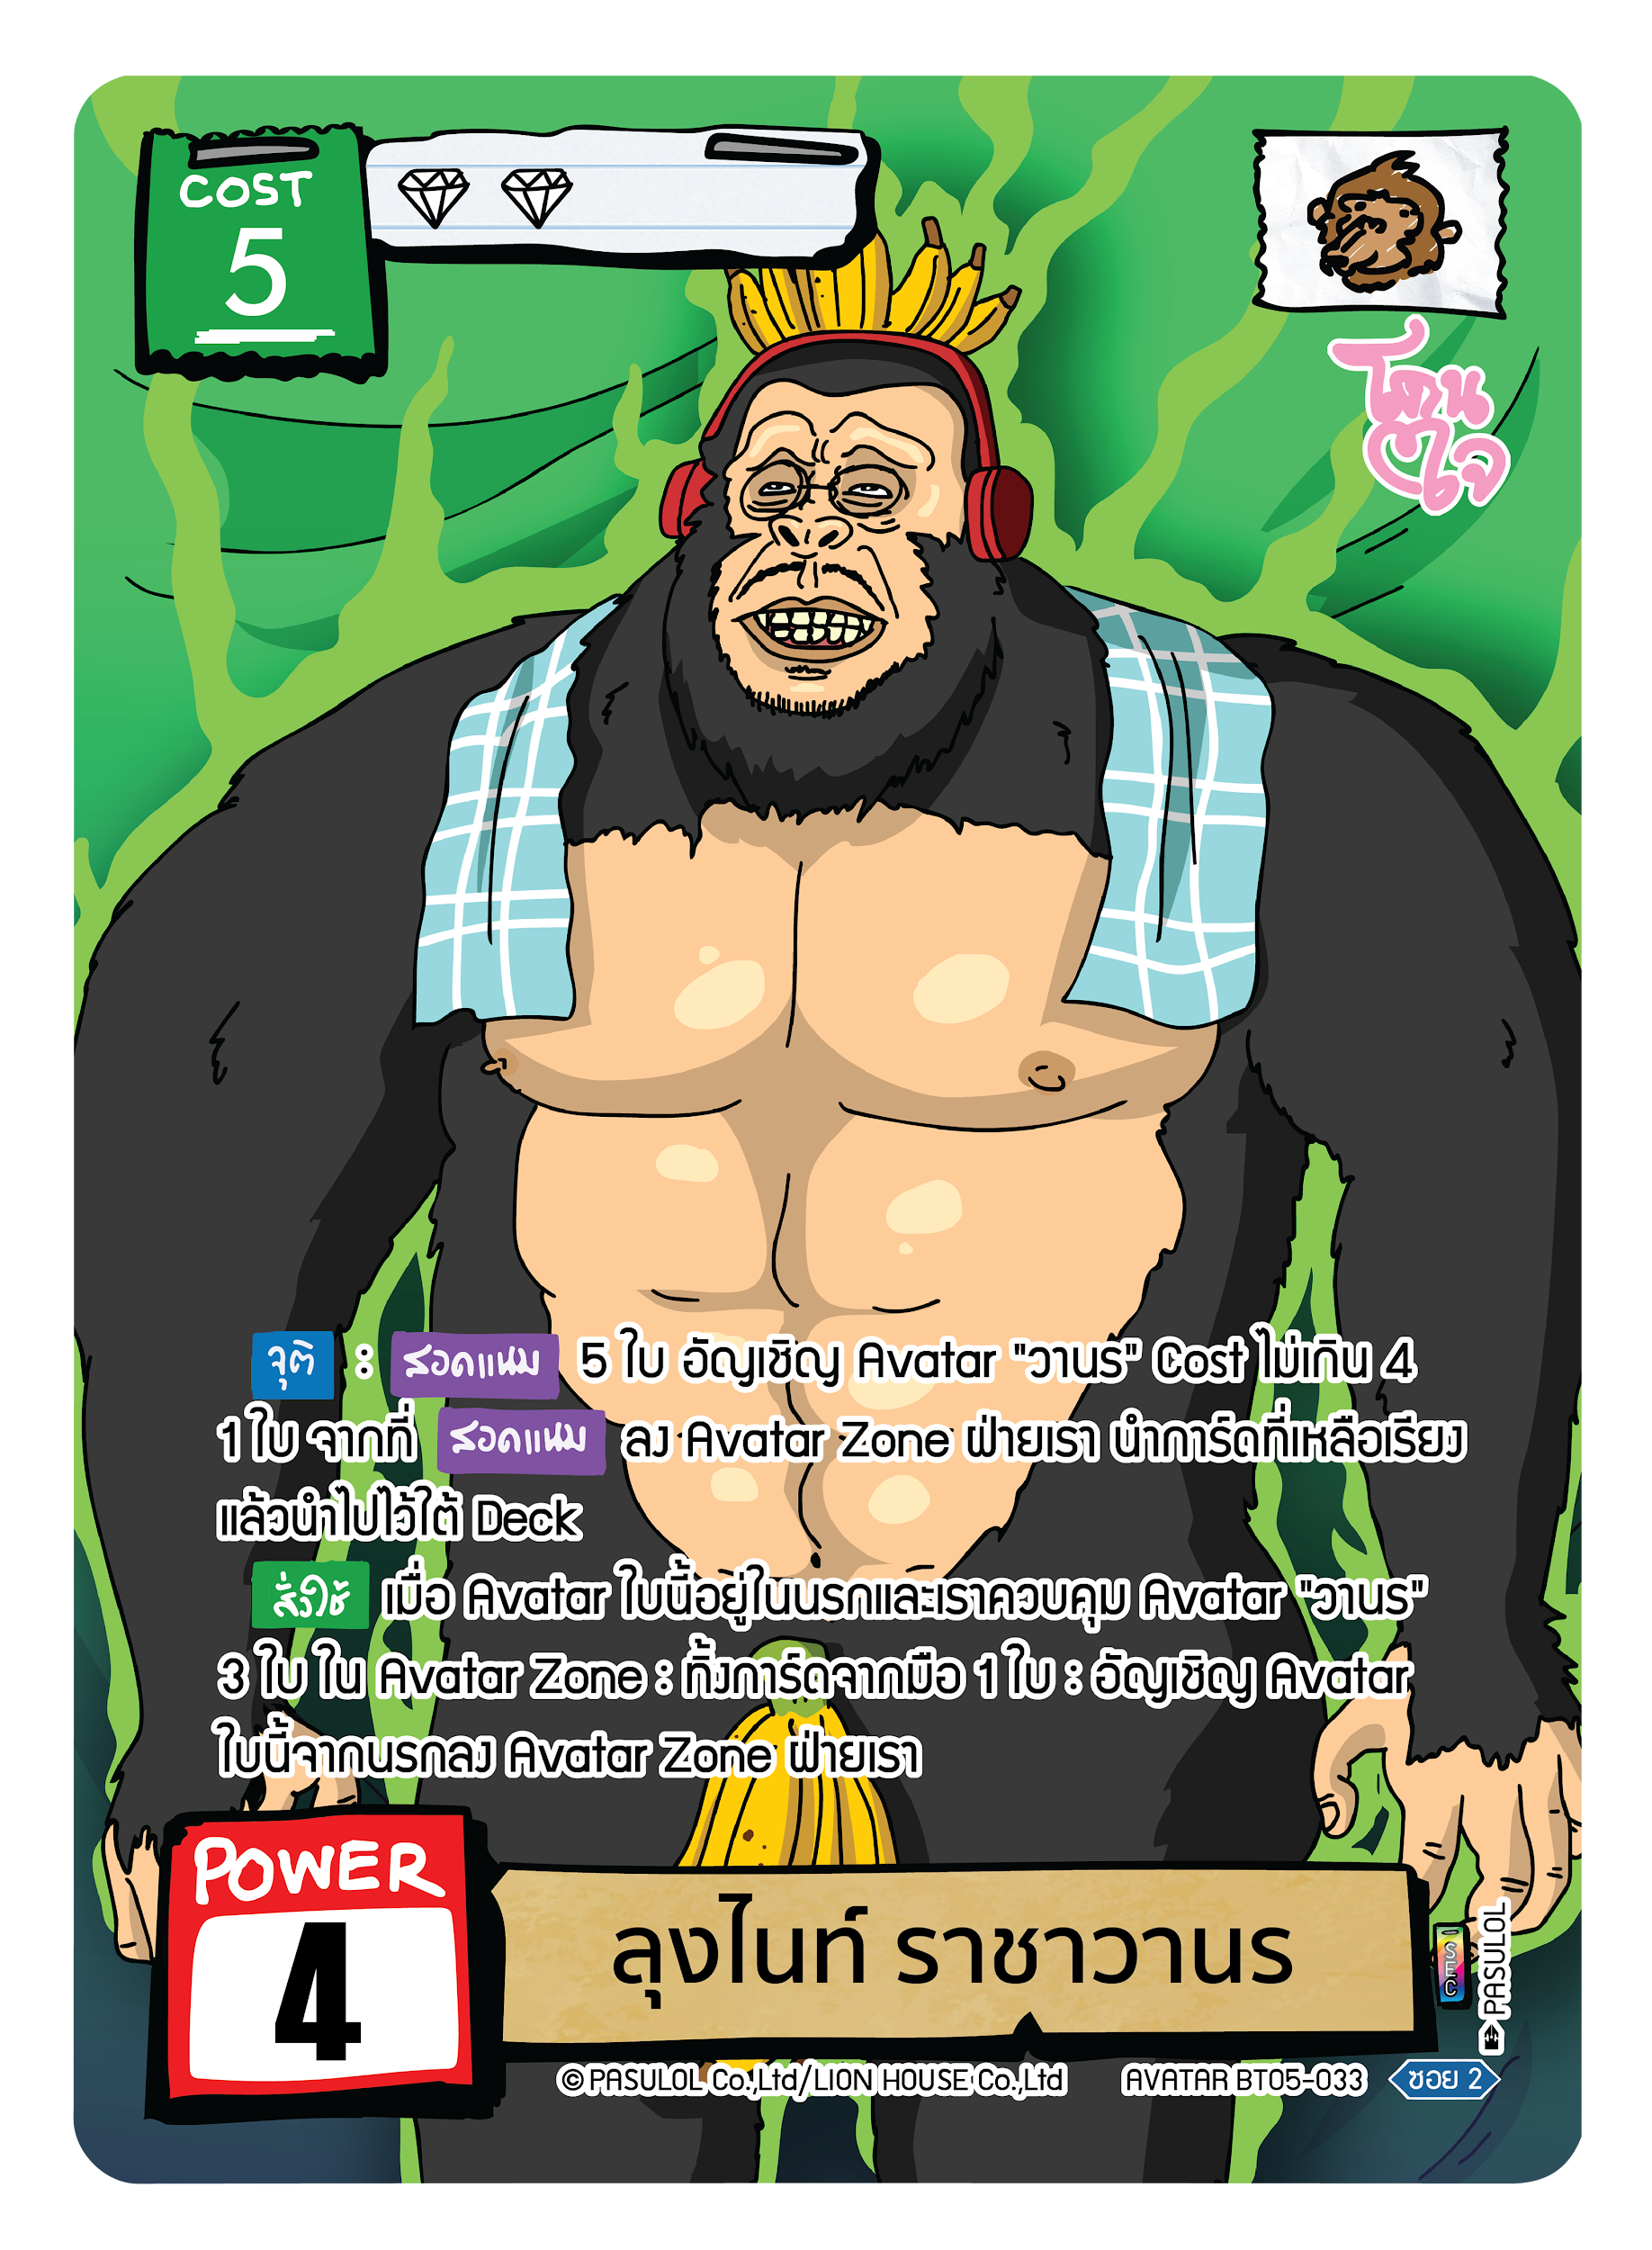 COST
5
โดน
ใจ
จุติ : สอดแนม 5 ใบ อัญเชิญ Avatar "วานร" Cost ไม่เกิน 4
1 ใบ จากที่ สอดแนม ลง Avatar Zone ฝ่ายเรา นำการ์ดที่เหลือเรียง
แล้วนำไปไว้ใต้ Deck
สั่งใช้ เมื่อ Avatar ใบนี้อยู่ในนรกและเราควบคุม Avatar "วานร"
3 ใบ ใน Avatar Zone : ทิ้งการ์ดจากมือ 1 ใบ : อัญเชิญ Avatar
ใบนี้จากนรกลง Avatar Zone ฝ่ายเรา
POWER
4
ลุงไนท์ ราชาวานร
SEC
PASULOL
© PASULOL Co.,Ltd/LION HOUSE Co.,Ltd AVATAR BT05-033 ซอย 2